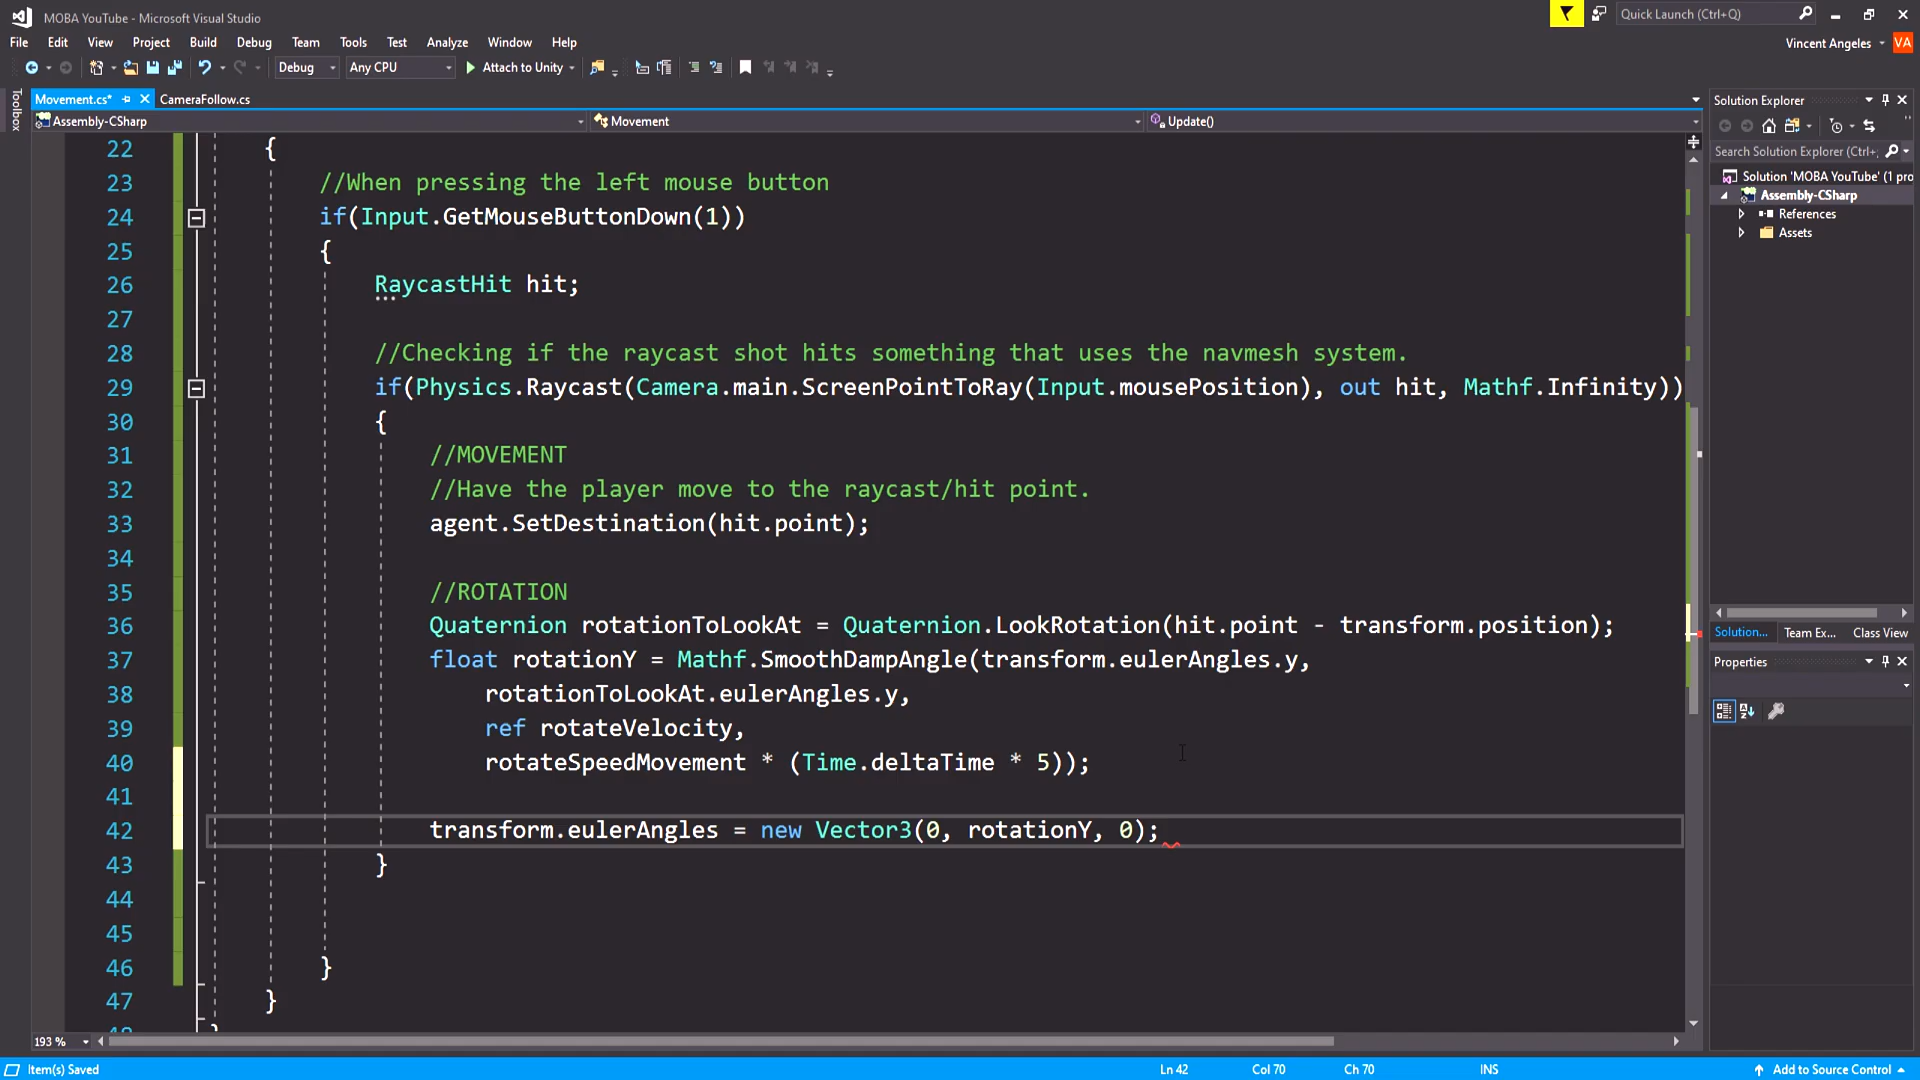 MOBA YouTube - Microsoft Visual Studio
Quick Launch (Ctrl+Q)
File Edit View Project Build Debug Team Tools Test Analyze Window Help
Vincent Angeles VA
Debug Any CPU Attach to Unity
Toolbox
Movement.cs* CameraFollow.cs
Assembly-CSharp Movement Update()
22 {
23 //When pressing the left mouse button
24 if(Input.GetMouseButtonDown(1))
25 {
26 RaycastHit hit;
27
28 //Checking if the raycast shot hits something that uses the navmesh system.
29 if(Physics.Raycast(Camera.main.ScreenPointToRay(Input.mousePosition), out hit, Mathf.Infinity))
30 {
31 //MOVEMENT
32 //Have the player move to the raycast/hit point.
33 agent.SetDestination(hit.point);
34
35 //ROTATION
36 Quaternion rotationToLookAt = Quaternion.LookRotation(hit.point - transform.position);
37 float rotationY = Mathf.SmoothDampAngle(transform.eulerAngles.y,
38 rotationToLookAt.eulerAngles.y,
39 ref rotateVelocity,
40 rotateSpeedMovement * (Time.deltaTime * 5));
41
42 transform.eulerAngles = new Vector3(0, rotationY, 0);
43 }
44
45
46 }
47 }
193 %
Solution Explorer
Search Solution Explorer (Ctrl+;
Solution 'MOBA YouTube' (1 pro
Assembly-CSharp
References
Assets
Solution... Team Ex... Class View
Properties
Item(s) Saved Ln 42 Col 70 Ch 70 INS Add to Source Control